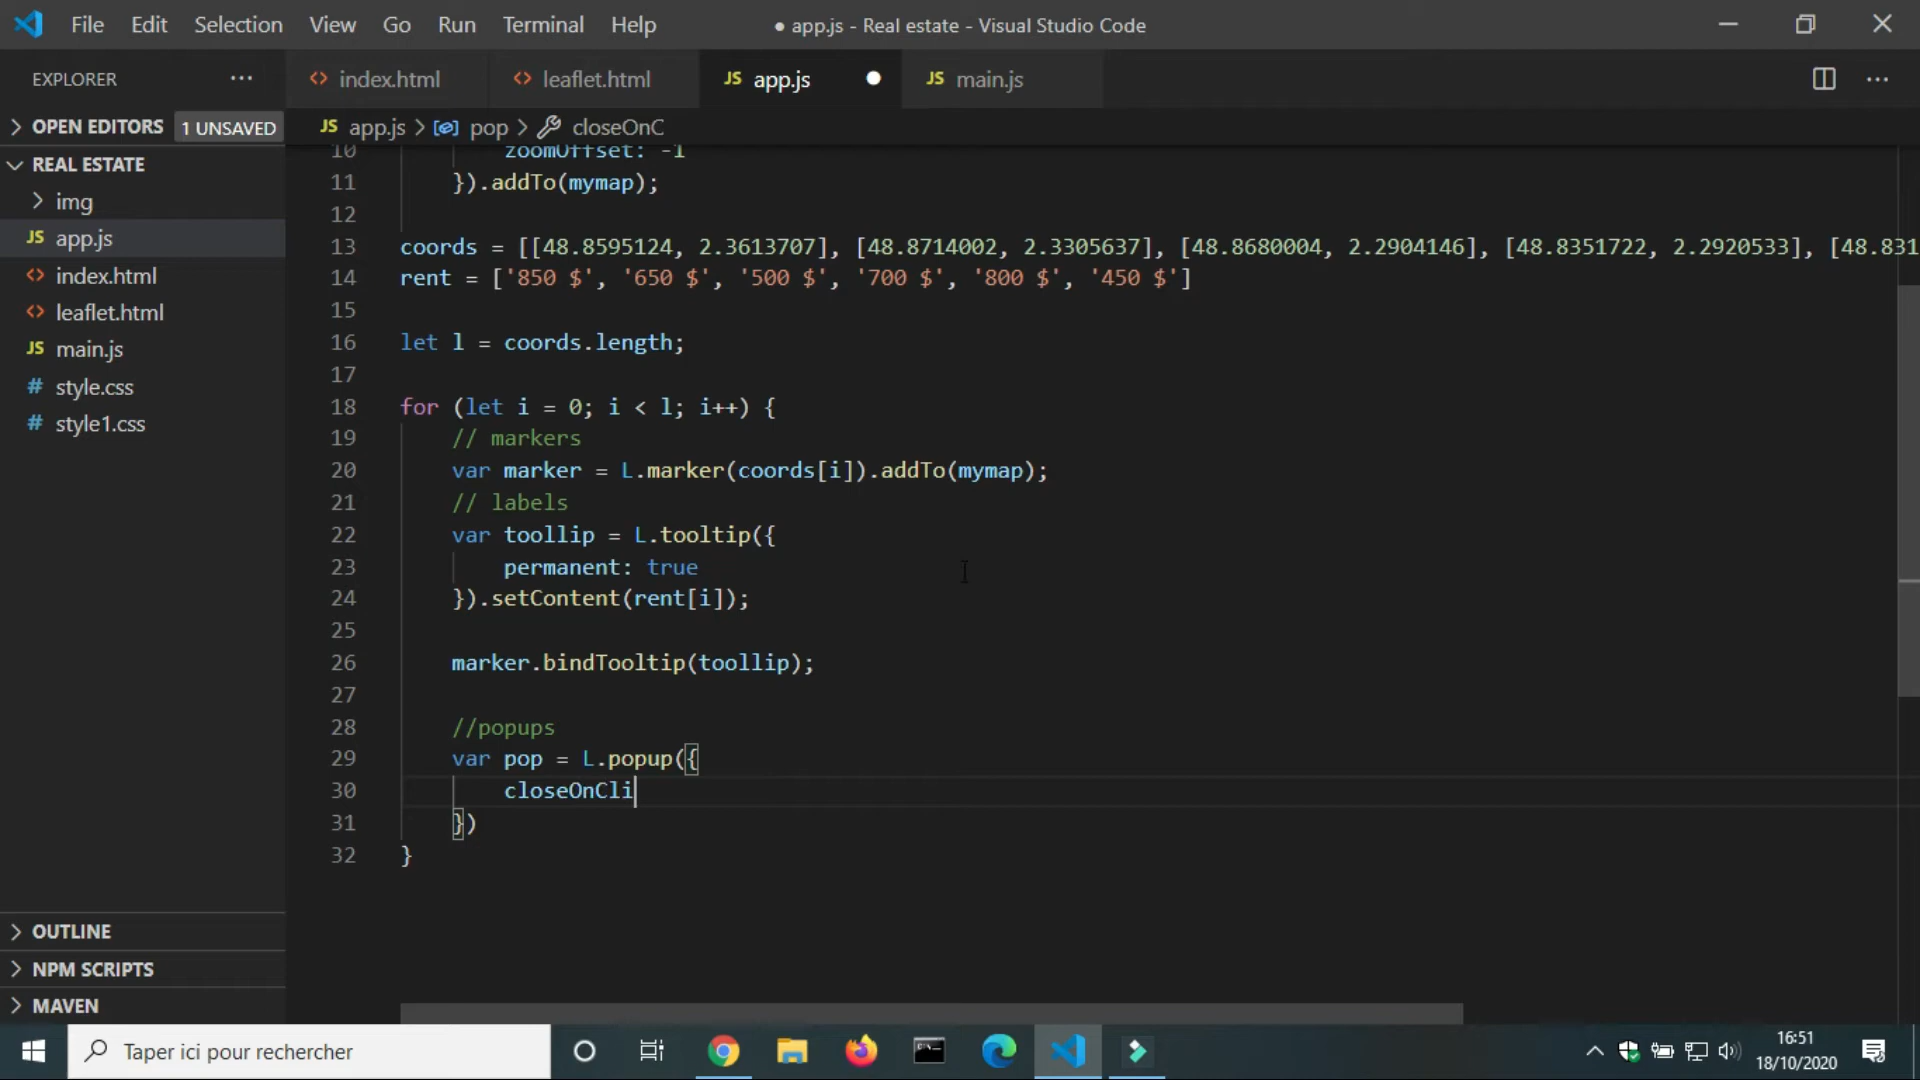 File Edit Selection View Go Run Terminal Help
● app.js - Real estate - Visual Studio Code
EXPLORER ···
<> index.html
<> leaflet.html
JS app.js ●
JS main.js
OPEN EDITORS 1 UNSAVED
JS app.js > pop > closeOnC
REAL ESTATE
img
JS app.js
<> index.html
<> leaflet.html
JS main.js
# style.css
# style1.css
OUTLINE
NPM SCRIPTS
MAVEN
10 zoomOffset: -1
11 }).addTo(mymap);
12
13 coords = [[48.8595124, 2.3613707], [48.8714002, 2.3305637], [48.8680004, 2.2904146], [48.8351722, 2.2920533], [48.831
14 rent = ['850 $', '650 $', '500 $', '700 $', '800 $', '450 $']
15
16 let l = coords.length;
17
18 for (let i = 0; i < l; i++) {
19 // markers
20 var marker = L.marker(coords[i]).addTo(mymap);
21 // labels
22 var toollip = L.tooltip({
23 permanent: true
24 }).setContent(rent[i]);
25
26 marker.bindTooltip(toollip);
27
28 //popups
29 var pop = L.popup({
30 closeOnCli
31 })
32 }
Taper ici pour rechercher
16:51
18/10/2020